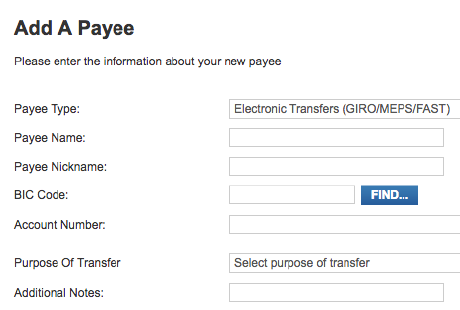 Add A Payee
Please enter the information about your new payee
Payee Type: Electronic Transfers (GIRO/MEPS/FAST)
Payee Name:
Payee Nickname:
BIC Code: FIND...
Account Number:
Purpose Of Transfer Select purpose of transfer
Additional Notes: